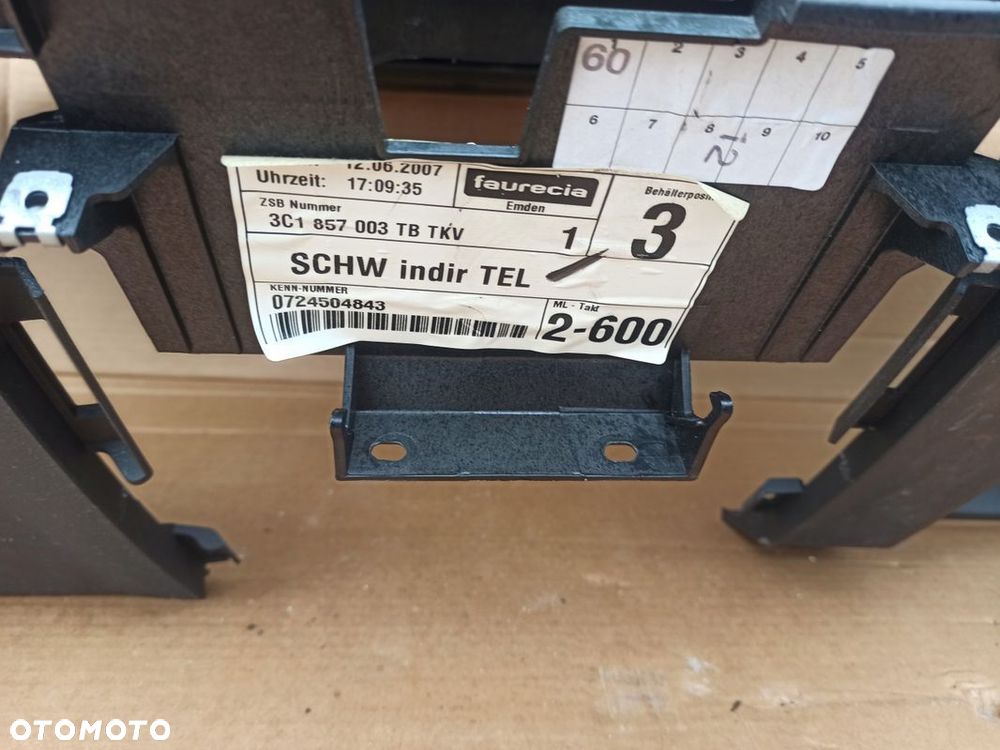 60 2 3 4 5
6 7 8 9 10
12
12.06.2007
Uhrzeit: 17:09:35
faurecia
Emden
ZSB Nummer
3C1 857 003 TB TKV
1
3
SCHW indir TEL
KENN-NUMMER
0724504843
ML - Takt
2-600
OTOMOTO